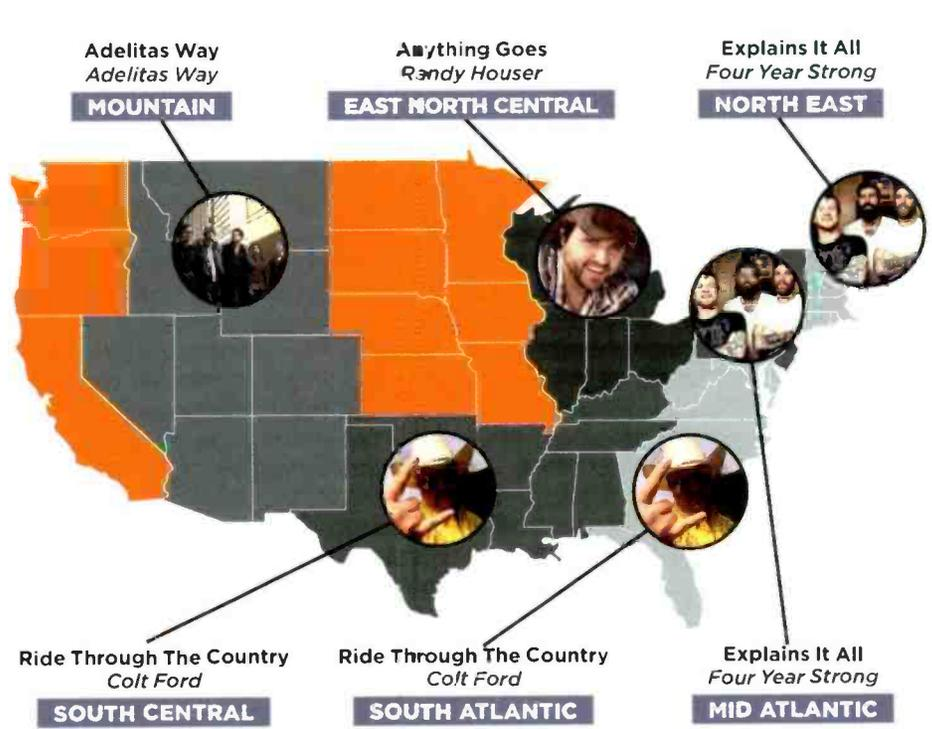 Adelitas Way
Adelitas Way
MOUNTAIN
Anything Goes
Randy Houser
EAST NORTH CENTRAL
Explains It All
Four Year Strong
NORTH EAST
Ride Through The Country
Colt Ford
SOUTH CENTRAL
Ride Through The Country
Colt Ford
SOUTH ATLANTIC
Explains It All
Four Year Strong
MID ATLANTIC